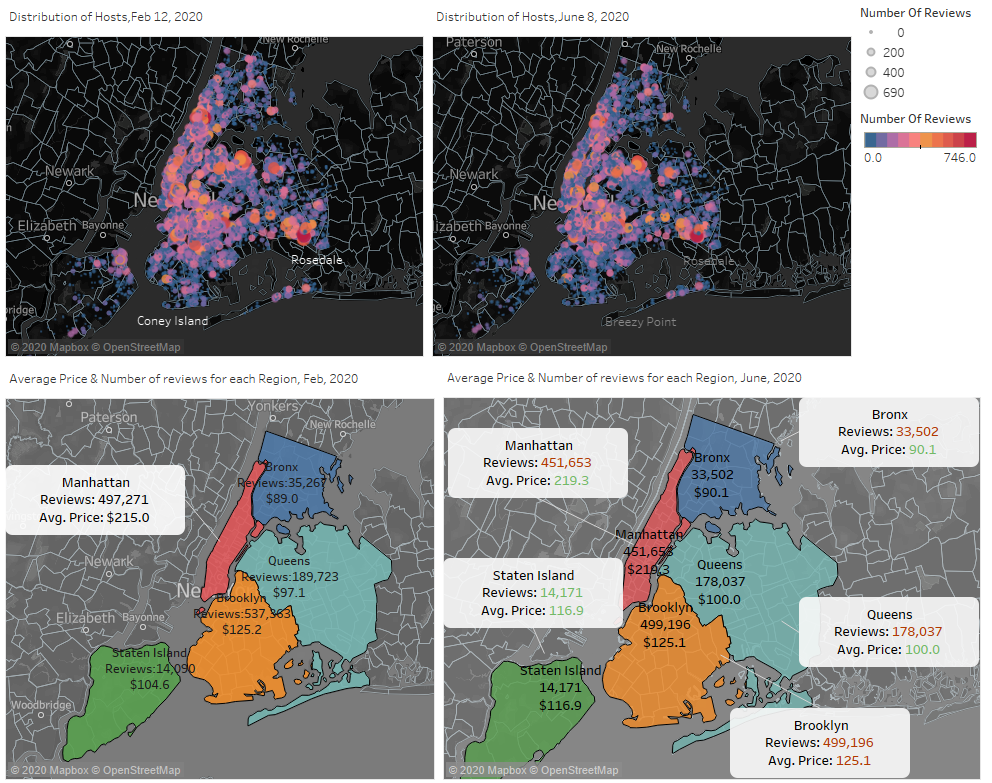 Distribution of Hosts,Feb 12, 2020
Distribution of Hosts,June 8, 2020
Number Of Reviews
0
200
400
690
Number Of Reviews
0.0
746.0
New Rochelle
Newark
Ne
Elizabeth
Bayonne
Rosedale
Coney Island
© 2020 Mapbox © OpenStreetMap
Paterson
New Rochelle
Newark
Ne
lizabeth
Bayonne
Rosedale
Breezy Point
© 2020 Mapbox © OpenStreetMap
Average Price & Number of reviews for each Region, Feb, 2020
Average Price & Number of reviews for each Region, June, 2020
Yonkers
Paterson
New Rochelle
Manhattan
Reviews: 497,271
Avg. Price: $215.0
Bronx
Reviews:35,267
$89.0
Newark
Ne
Queens
Reviews:189,723
$97.1
Brooklyn
Reviews:537,363
$125.2
Elizabeth
Bayonne
Staten Island
Reviews:14,090
$104.6
Woodbridge
© 2020 Mapbox © OpenStreetMap
Bronx
Reviews: 33,502
Avg. Price: 90.1
Manhattan
Reviews: 451,653
Avg. Price: 219.3
Bronx
33,502
$90.1
Manhattan
451,653
$219.3
Queens
178,037
$100.0
Staten Island
Reviews: 14,171
Avg. Price: 116.9
Brooklyn
499,196
$125.1
Queens
Reviews: 178,037
Avg. Price: 100.0
Staten Island
14,171
$116.9
Brooklyn
Reviews: 499,196
Avg. Price: 125.1
© 2020 Mapbox © OpenStreetMap